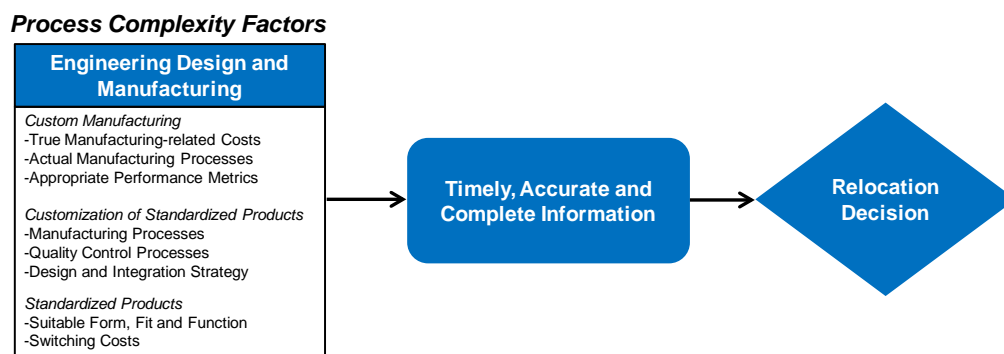 Process Complexity Factors
Engineering Design and
Manufacturing
Custom Manufacturing
-True Manufacturing-related Costs
-Actual Manufacturing Processes
-Appropriate Performance Metrics
Customization of Standardized Products
-Manufacturing Processes
-Quality Control Processes
-Design and Integration Strategy
Standardized Products
-Suitable Form, Fit and Function
-Switching Costs
Timely, Accurate and
Complete Information
Relocation
Decision